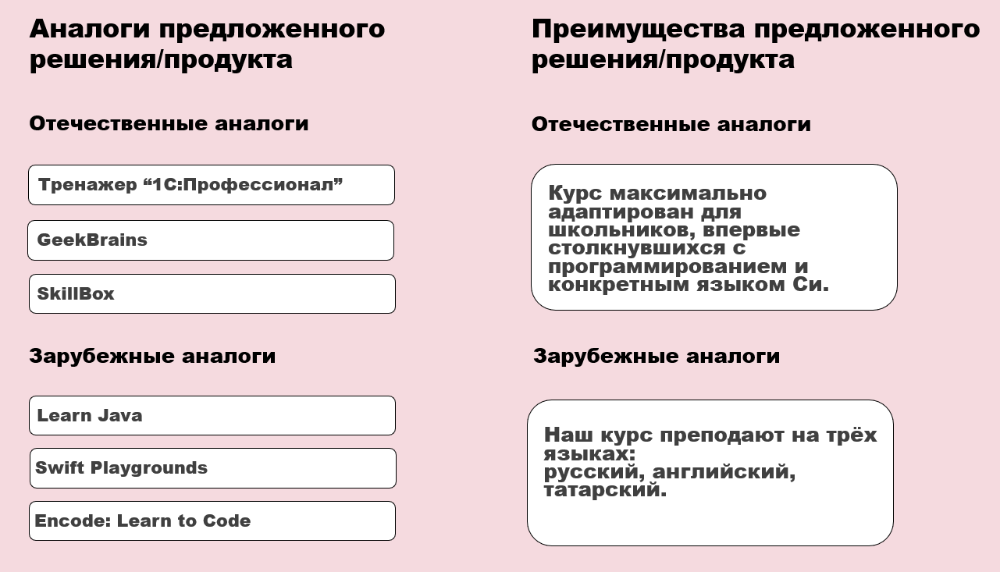 Аналоги предложенного
решения/продукта
Отечественные аналоги
Тренажер “1С:Профессионал”
GeekBrains
SkillBox
Зарубежные аналоги
Learn Java
Swift Playgrounds
Encode: Learn to Code
Преимущества предложенного
решения/продукта
Отечественные аналоги
Курс максимально
адаптирован для
школьников, впервые
столкнувшихся с
программированием и
конкретным языком Си.
Зарубежные аналоги
Наш курс преподают на трёх
языках:
русский, английский,
татарский.